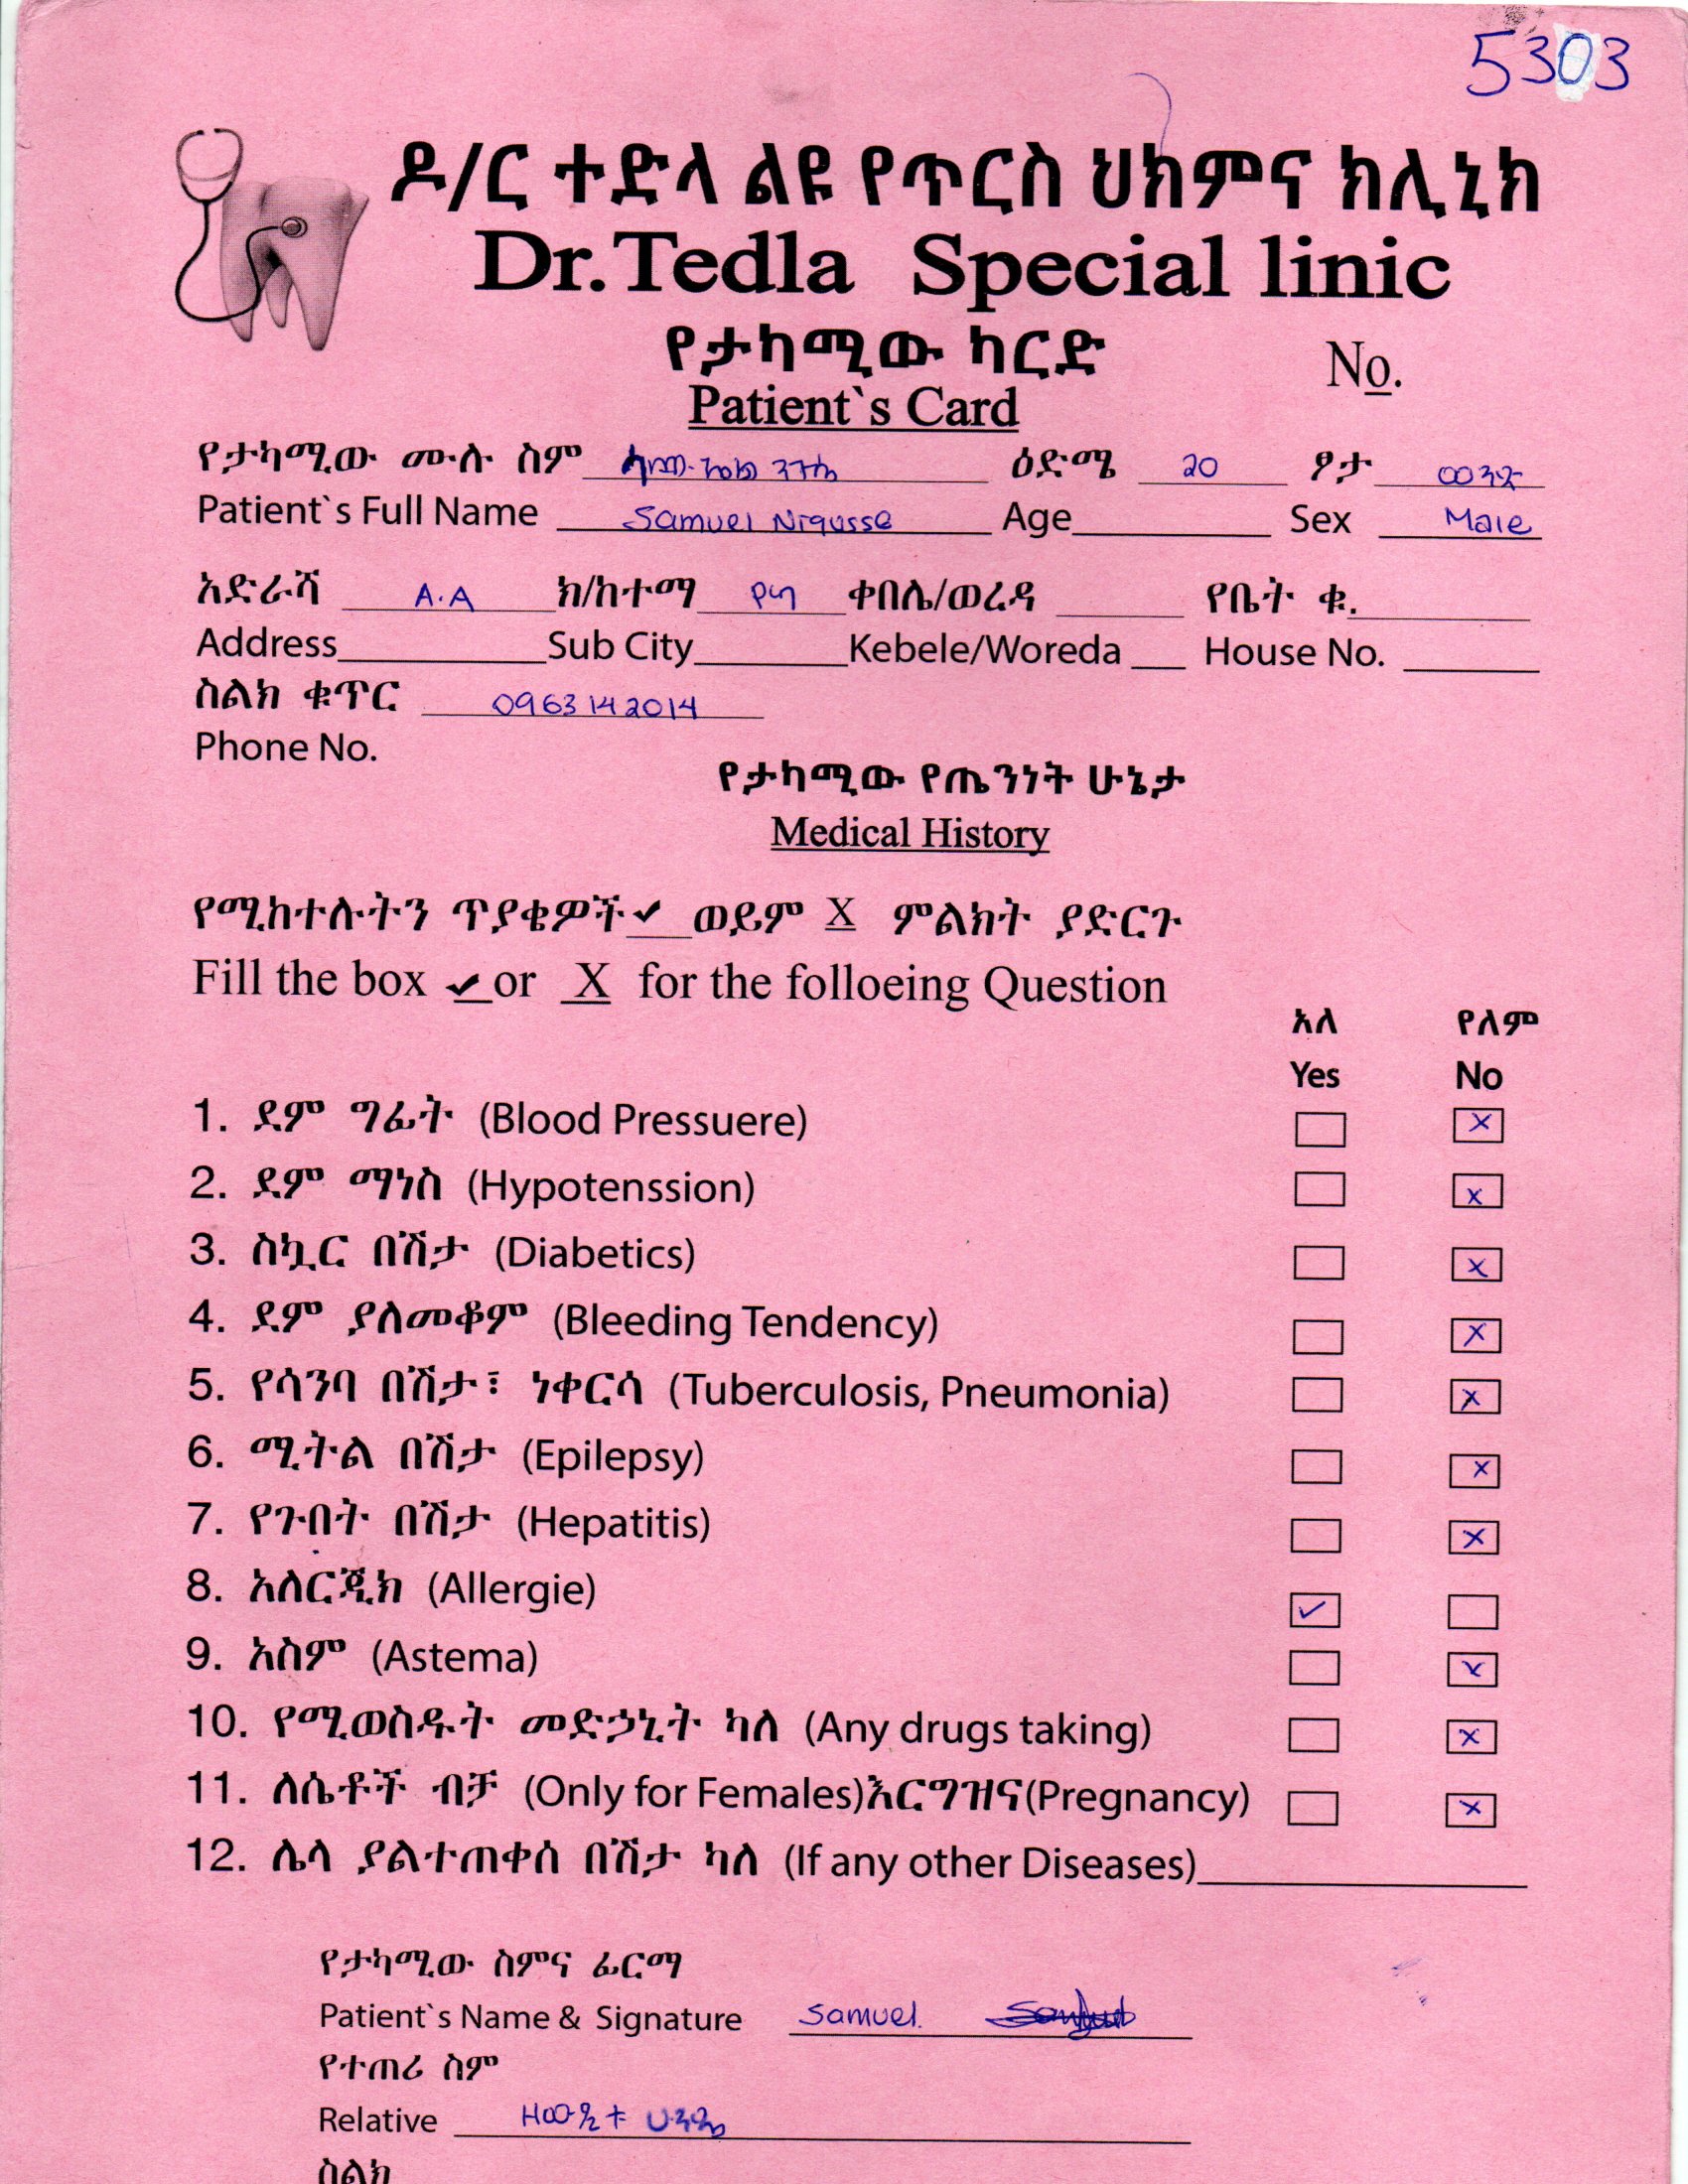 5303
ዶ/ር ተድላ ልዩ የጥርስ ህክምና ክሊኒክ
Dr.Tedla Special linic
የታካሚው ካርድ
No.
Patient`s Card
የታካሚው ሙሉ ስም ዕድሜ 20 ፆታ ወንድ
Patient`s Full Name Samuel Nigusse Age Sex Male
አድራሻ A.A ክ/ከተማ የካ ቀበሌ/ወረዳ የቤት ቁ.
Address Sub City Kebele/Woreda House No.
ስልክ ቁጥር 0963142014
Phone No.
የታካሚው የጤንነት ሁኔታ
Medical History
የሚከተሉትን ጥያቄዎች ✔ ወይም X ምልክት ያድርጉ
Fill the box ✔ or X for the folloeing Question
አለ የለም
Yes No
1. ደም ግፊት (Blood Pressuere) x
2. ደም ማነስ (Hypotenssion) x
3. ስኳር በሽታ (Diabetics) x
4. ደም ያለመቆም (Bleeding Tendency) x
5. የሳንባ በሽታ፣ ነቀርሳ (Tuberculosis, Pneumonia) x
6. ሚትል በሽታ (Epilepsy) x
7. የጉበት በሽታ (Hepatitis) x
8. አለርጂክ (Allergie) ✓
9. አስም (Astema) x
10. የሚወስዱት መድኃኒት ካለ (Any drugs taking) x
11. ለሴቶች ብቻ (Only for Females)እርግዝና(Pregnancy) x
12. ሌላ ያልተጠቀሰ በሽታ ካለ (If any other Diseases)
የታካሚው ስምና ፊርማ
Patient`s Name & Signature Samuel.
የተጠሪ ስም
Relative ዘውዲቱ
ስልክ